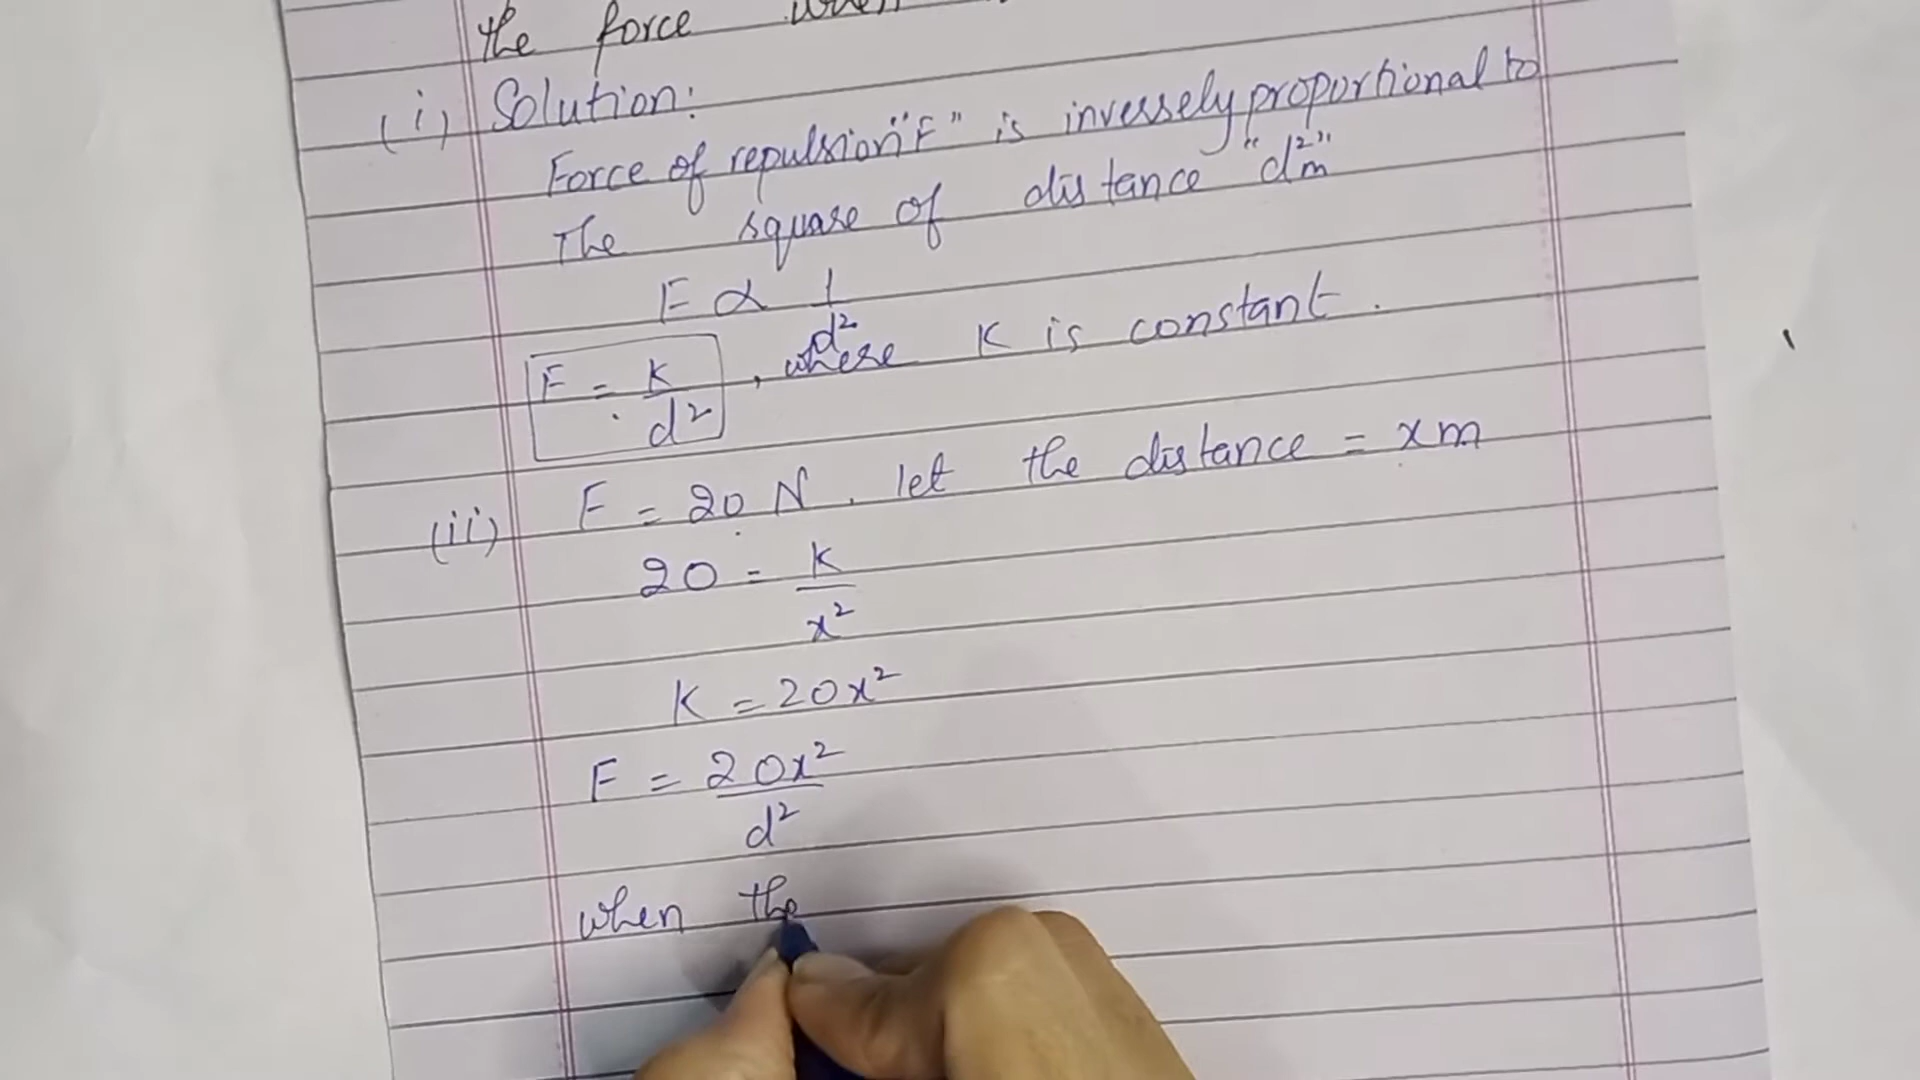 the force when
(i) Solution:
Force of repulsion "F" is inversely proportional to
The square of distance "d²m"
F ∝ 1/d²
F = K/d², where K is constant.
(ii) F = 20 N. let the distance = x m
20 = K/x²
K = 20x²
F = 20x²/d²
when the